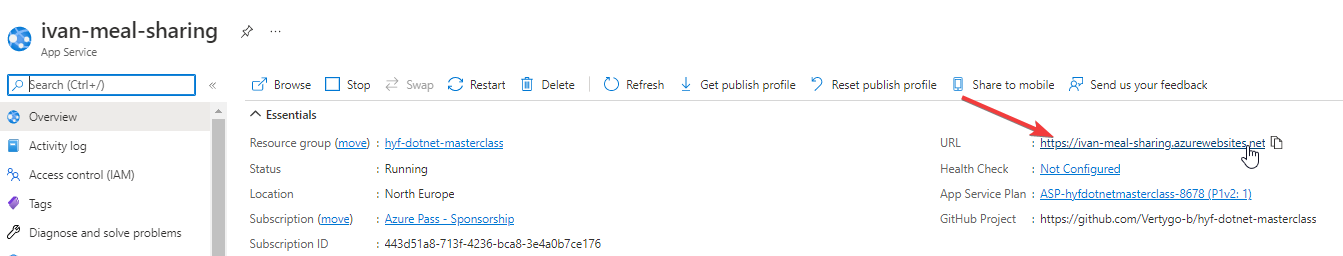 ivan-meal-sharing
...
App Service
Search (Ctrl+/)
«
Browse Stop Swap Restart Delete Refresh Get publish profile Reset publish profile Share to mobile Send us your feedback
Overview
Activity log
Access control (IAM)
Tags
Diagnose and solve problems
Essentials
Resource group (move) : hyf-dotnet-masterclass
Status : Running
Location : North Europe
Subscription (move) : Azure Pass - Sponsorship
Subscription ID : 443d51a8-713f-4236-bca8-3e4a0b7ce176
URL : https://ivan-meal-sharing.azurewebsites.net
Health Check : Not Configured
App Service Plan : ASP-hyfdotnetmasterclass-8678 (P1v2: 1)
GitHub Project : https://github.com/Vertygo-b/hyf-dotnet-masterclass